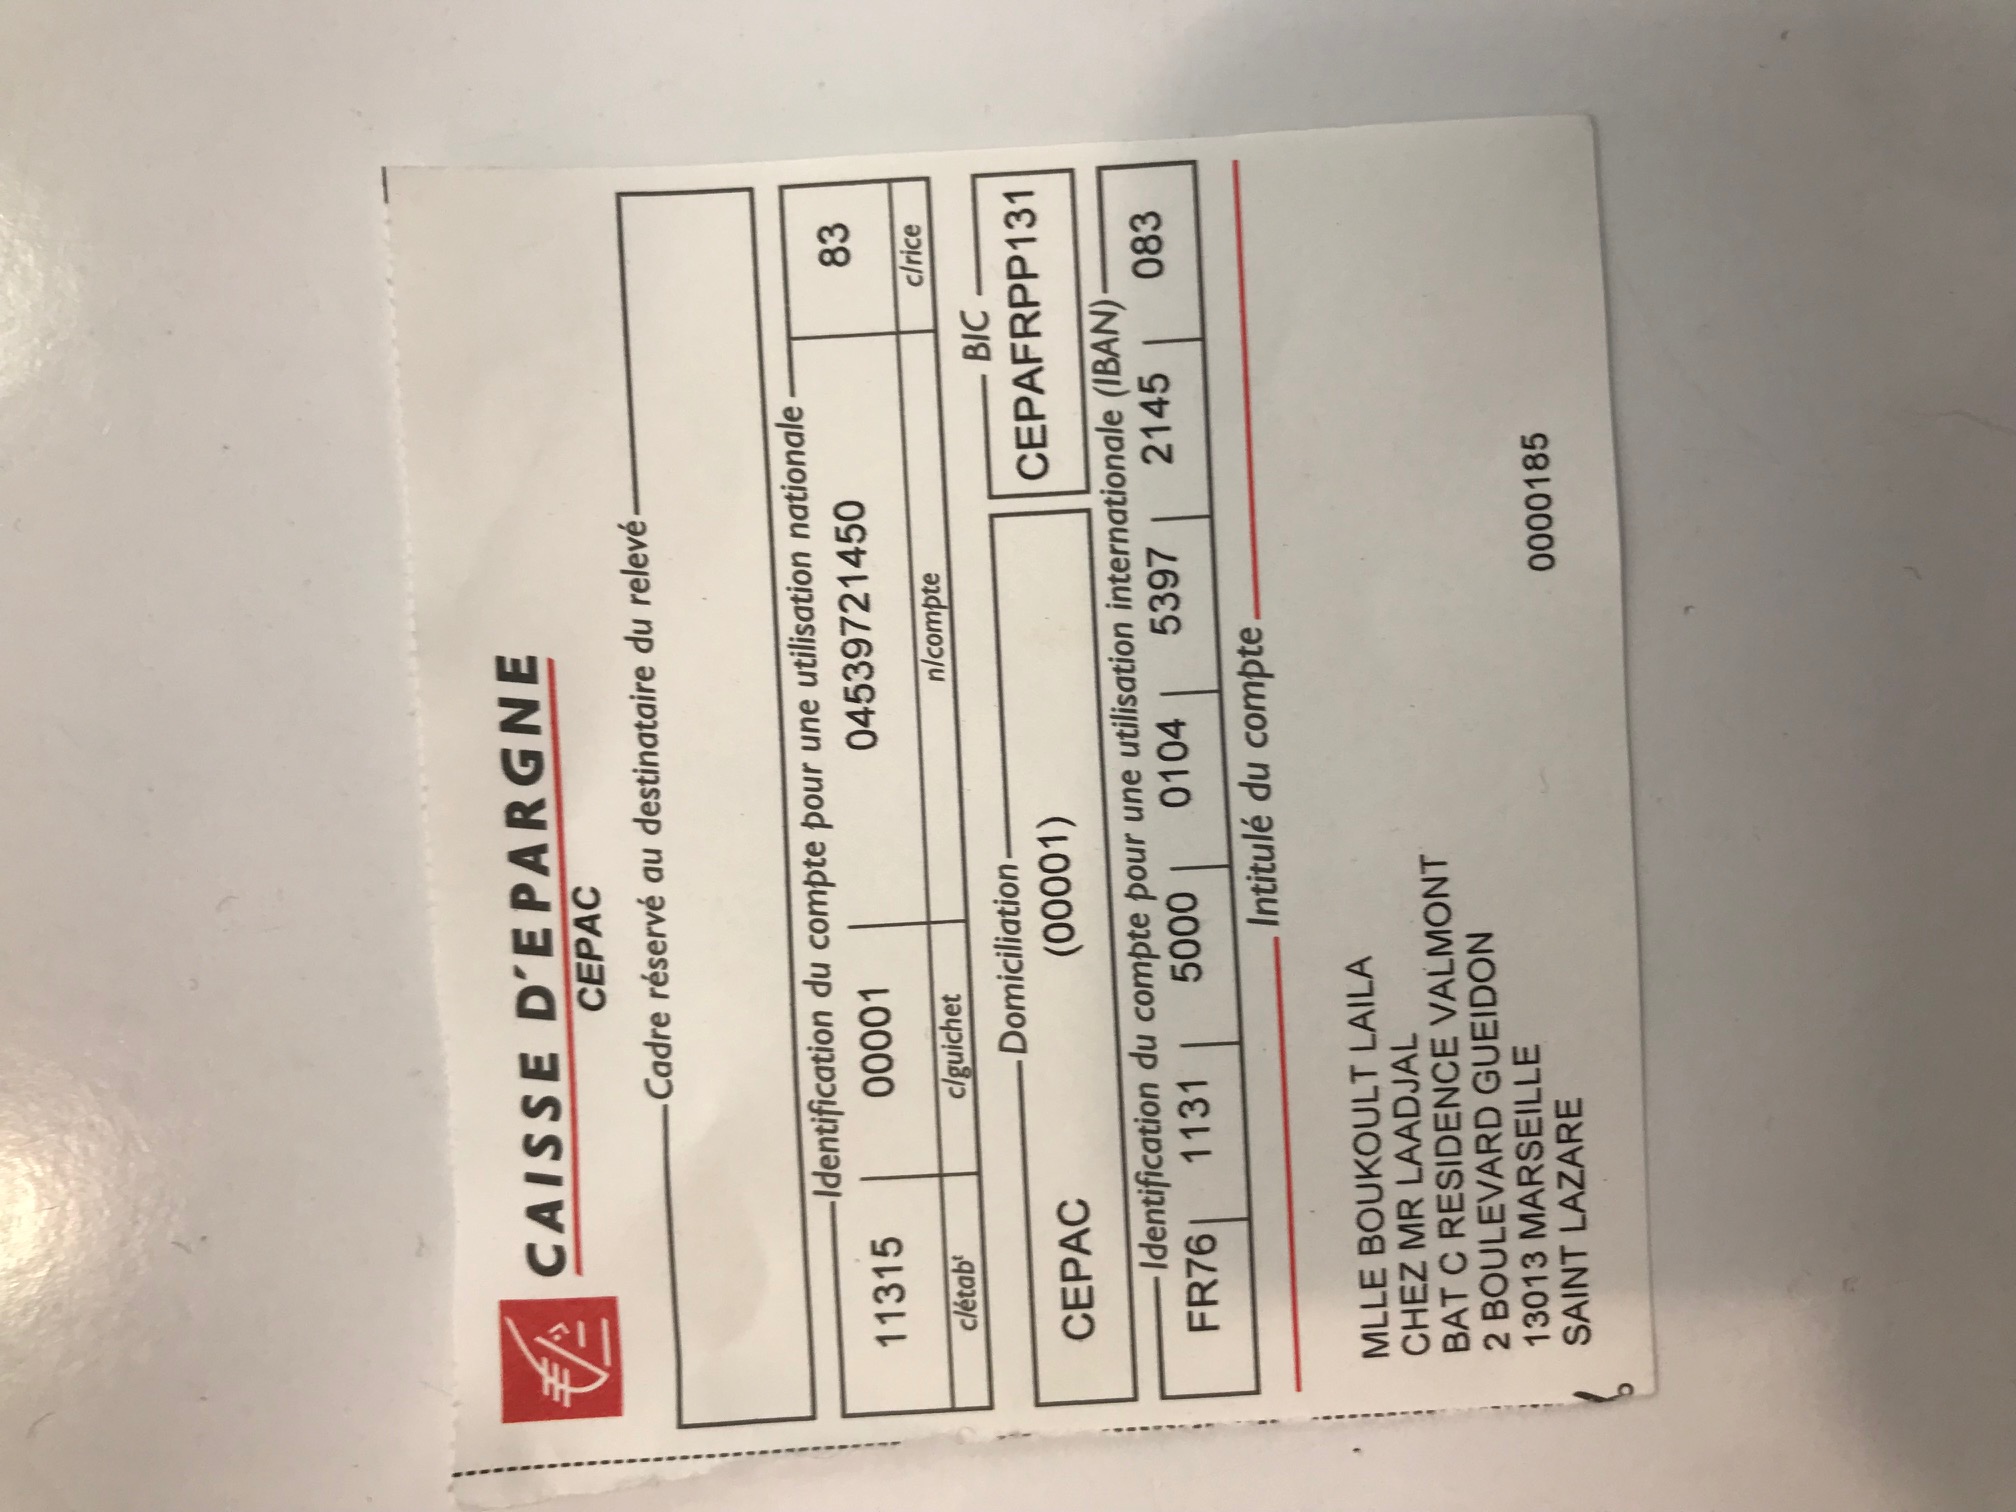 CAISSE D'EPARGNE
CEPAC
Cadre réservé au destinataire du relevé
Identification du compte pour une utilisation nationale
11315 00001 04539721450 83
c/étabt c/guichet n/compte c/rice
Domiciliation BIC
CEPAC (00001) CEPAFRPP131
Identification du compte pour une utilisation internationale (IBAN)
FR76 1131 5000 0104 5397 2145 083
Intitulé du compte
MLLE BOUKOULT LAILA
CHEZ MR LAADJAL
BAT C RESIDENCE VALMONT
2 BOULEVARD GUEIDON
13013 MARSEILLE 0000185
SAINT LAZARE